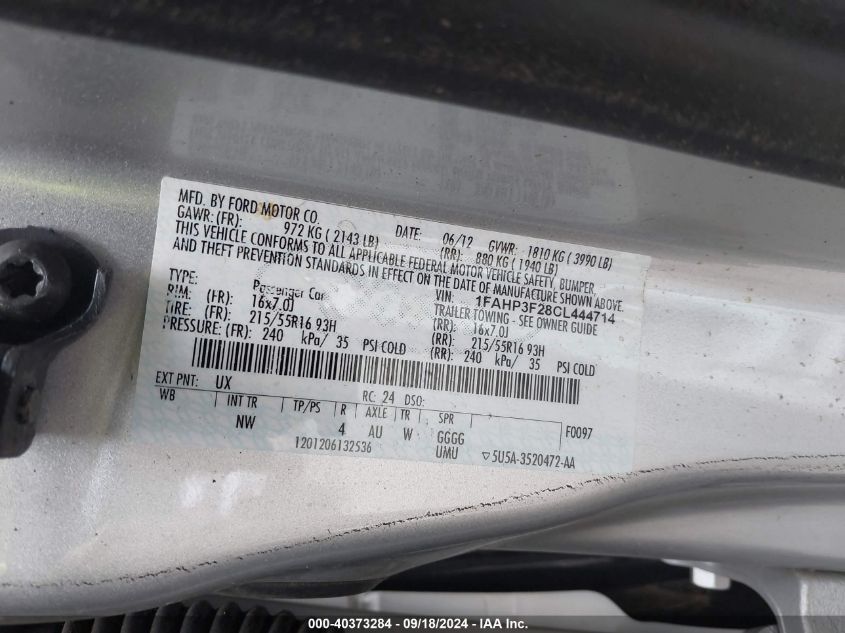 MFD. BY FORD MOTOR CO.
DATE: 06/12 GVWR: 1810 KG ( 3990 LB)
GAWR: (FR): 972 KG ( 2143 LB) (RR): 880 KG ( 1940 LB)
THIS VEHICLE CONFORMS TO ALL APPLICABLE FEDERAL MOTOR VEHICLE SAFETY, BUMPER,
AND THEFT PREVENTION STANDARDS IN EFFECT ON THE DATE OF MANUFACTURE SHOWN ABOVE.
VIN: 1FAHP3F28CL444714
TYPE: Passenger Car TRAILER TOWING - SEE OWNER GUIDE
RIM: (FR): 16x7.0J (RR): 16x7.0J
TIRE: (FR): 215/55R16 93H (RR): 215/55R16 93H
PRESSURE: (FR): 240 kPa/ 35 PSI COLD (RR): 240 kPa/ 35 PSI COLD
EXT PNT: UX RC: 24 DSO:
WB INT TR TP/PS R AXLE TR SPR F0097
NW 4 AU W GGGG
1201206132536 UMU ▽5U5A-3520472-AA
000-40373284 - 09/18/2024 - IAA Inc.